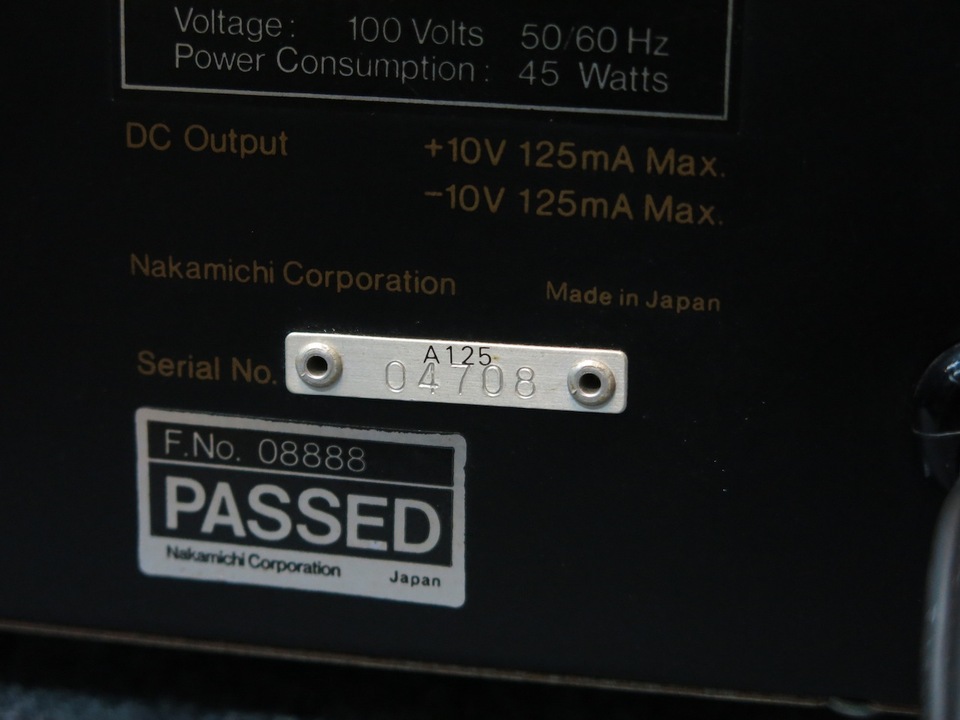 Voltage: 100 Volts 50/60 Hz
Power Consumption: 45 Watts
DC Output +10V 125mA Max.
-10V 125mA Max.
Nakamichi Corporation Made in Japan
A125
Serial No. 04708
F.No. 08888
PASSED
Nakamichi Corporation Japan